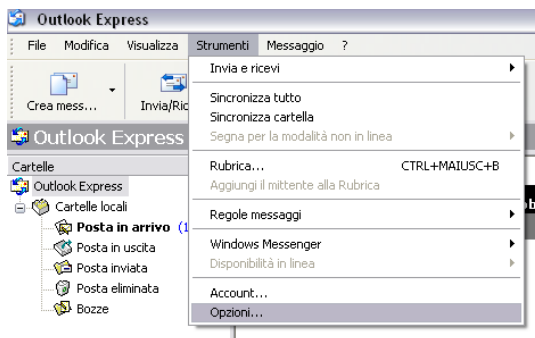 Outlook Express
File Modifica Visualizza Strumenti Messaggio ?
Invia e ricevi
Crea mess... Invia/Ric
Sincronizza tutto
Sincronizza cartella
Segna per la modalità non in linea
Outlook Express
Cartelle
Rubrica... CTRL+MAIUSC+B
Aggiungi il mittente alla Rubrica
Outlook Express
Cartelle locali
Regole messaggi
Posta in arrivo (1
Posta in uscita
Windows Messenger
Disponibilità in linea
Posta inviata
Posta eliminata
Account...
Bozze
Opzioni...